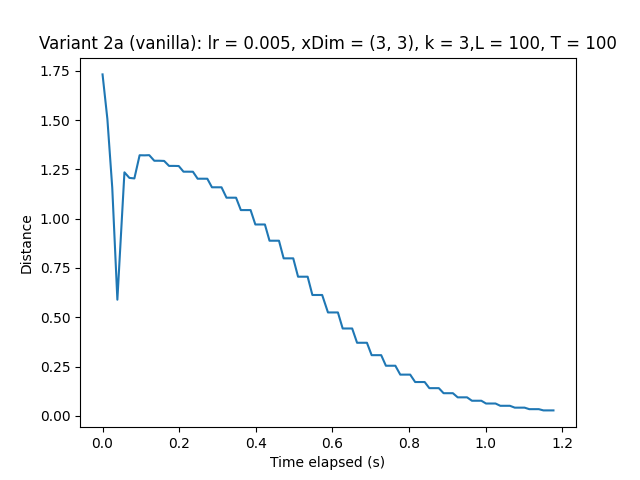 Variant 2a (vanilla): lr = 0.005, xDim = (3, 3), k = 3,L = 100, T = 100
1.75
1.50
1.25
1.00
0.75
0.50
0.25
0.00
Distance
0.0 0.2 0.4 0.6 0.8 1.0 1.2
Time elapsed (s)